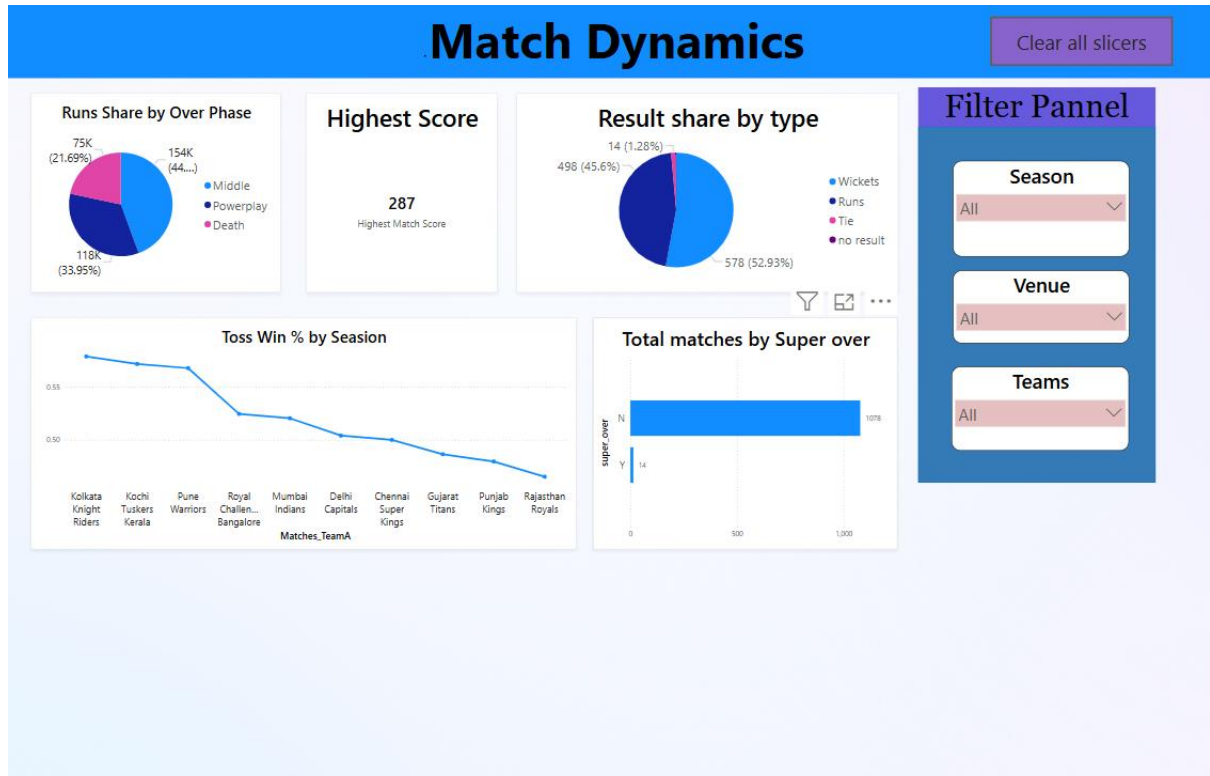 .Match Dynamics
Clear all slicers
Runs Share by Over Phase
75K
(21.69%)
154K
(44....)
118K
(33.95%)
Middle
Powerplay
Death
Highest Score
287
Highest Match Score
Result share by type
14 (1.28%)
498 (45.6%)
578 (52.93%)
Wickets
Runs
Tie
no result
Filter Pannel
Season
All
Venue
All
Teams
All
Toss Win % by Seasion
0.55
0.50
Kolkata
Knight
Riders
Kochi
Tuskers
Kerala
Pune
Warriors
Royal
Challen...
Bangalore
Mumbai
Indians
Delhi
Capitals
Chennai
Super
Kings
Gujarat
Titans
Punjab
Kings
Rajasthan
Royals
Matches_TeamA
Total matches by Super over
super_over
N
1078
Y
14
0
500
1,000